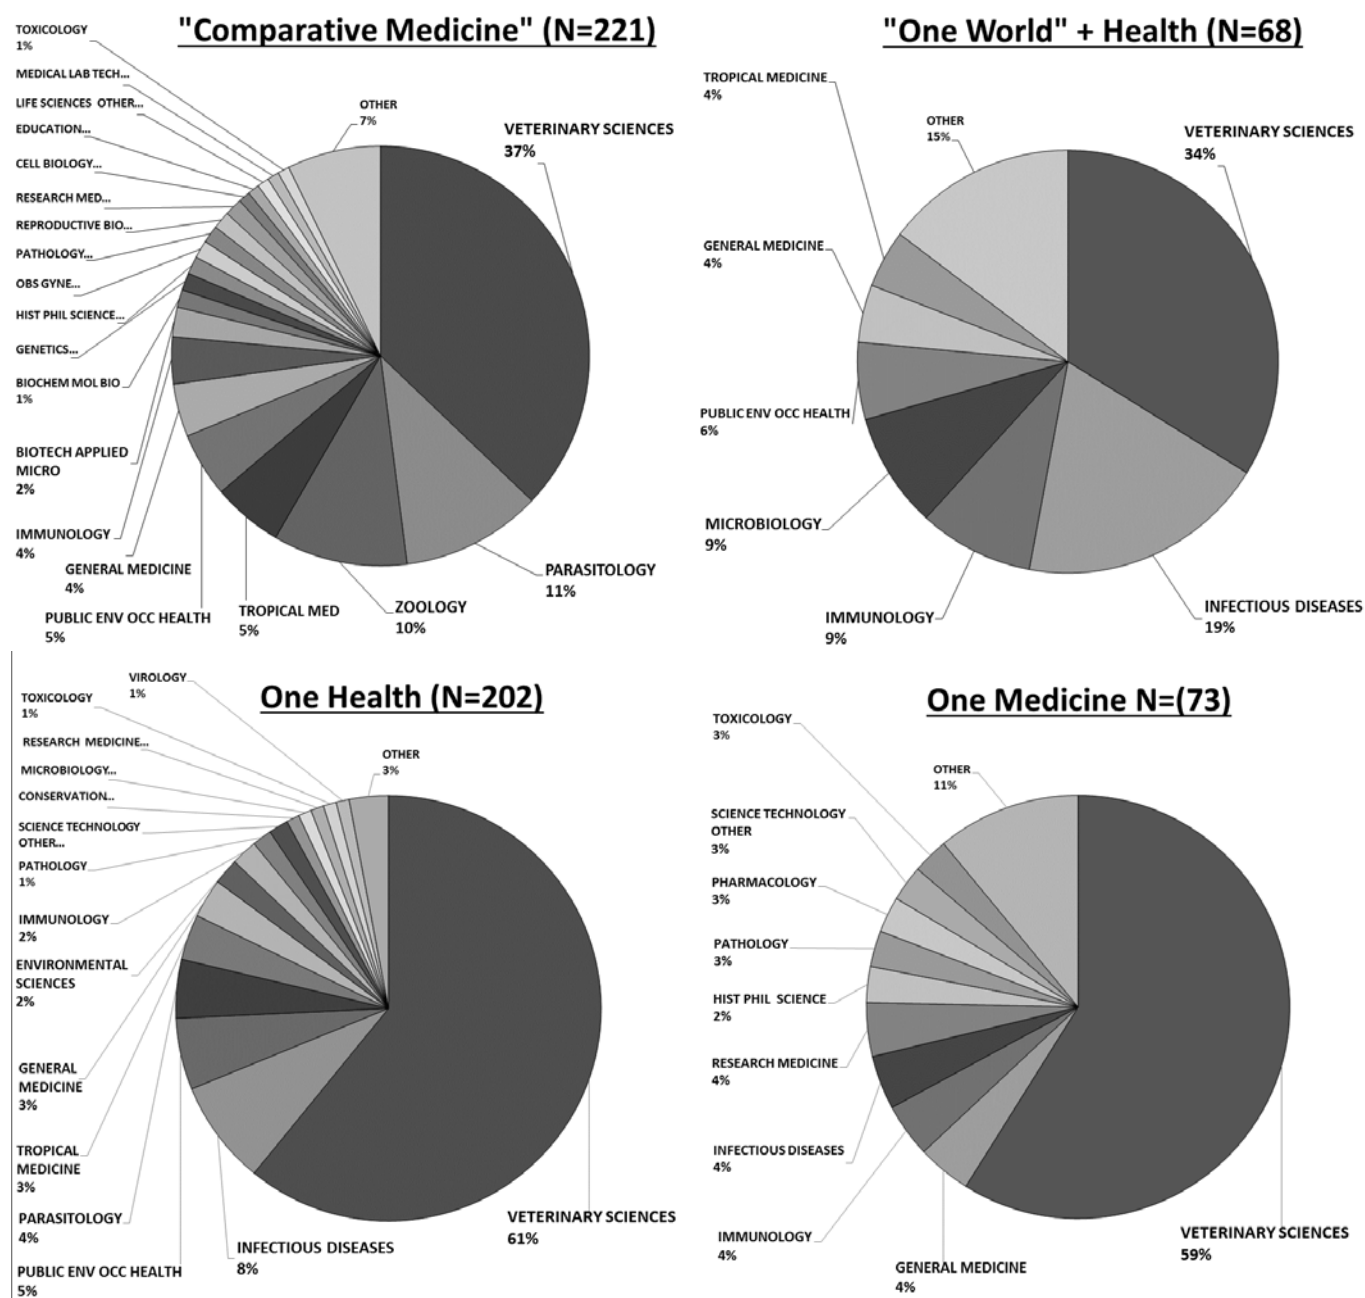 "Comparative Medicine" (N=221)
TOXICOLOGY
1%
MEDICAL LAB TECH...
LIFE SCIENCES OTHER...
EDUCATION...
CELL BIOLOGY...
RESEARCH MED...
REPRODUCTIVE BIO...
PATHOLOGY...
OBS GYNE...
HIST PHIL SCIENCE...
GENETICS...
BIOCHEM MOL BIO
1%
BIOTECH APPLIED
MICRO
2%
IMMUNOLOGY
4%
GENERAL MEDICINE
4%
PUBLIC ENV OCC HEALTH
5%
TROPICAL MED
5%
ZOOLOGY
10%
PARASITOLOGY
11%
VETERINARY SCIENCES
37%
OTHER
7%
"One World" + Health (N=68)
TROPICAL MEDICINE
4%
OTHER
15%
VETERINARY SCIENCES
34%
GENERAL MEDICINE
4%
PUBLIC ENV OCC HEALTH
6%
MICROBIOLOGY
9%
IMMUNOLOGY
9%
INFECTIOUS DISEASES
19%
One Health (N=202)
VIROLOGY
1%
TOXICOLOGY
1%
RESEARCH MEDICINE...
MICROBIOLOGY...
CONSERVATION...
SCIENCE TECHNOLOGY
OTHER...
PATHOLOGY
1%
IMMUNOLOGY
2%
ENVIRONMENTAL
SCIENCES
2%
GENERAL
MEDICINE
3%
TROPICAL
MEDICINE
3%
PARASITOLOGY
4%
PUBLIC ENV OCC HEALTH
5%
INFECTIOUS DISEASES
8%
VETERINARY SCIENCES
61%
OTHER
3%
One Medicine N=(73)
TOXICOLOGY
3%
OTHER
11%
SCIENCE TECHNOLOGY
OTHER
3%
PHARMACOLOGY
3%
PATHOLOGY
3%
HIST PHIL SCIENCE
2%
RESEARCH MEDICINE
4%
INFECTIOUS DISEASES
4%
IMMUNOLOGY
4%
GENERAL MEDICINE
4%
VETERINARY SCIENCES
59%